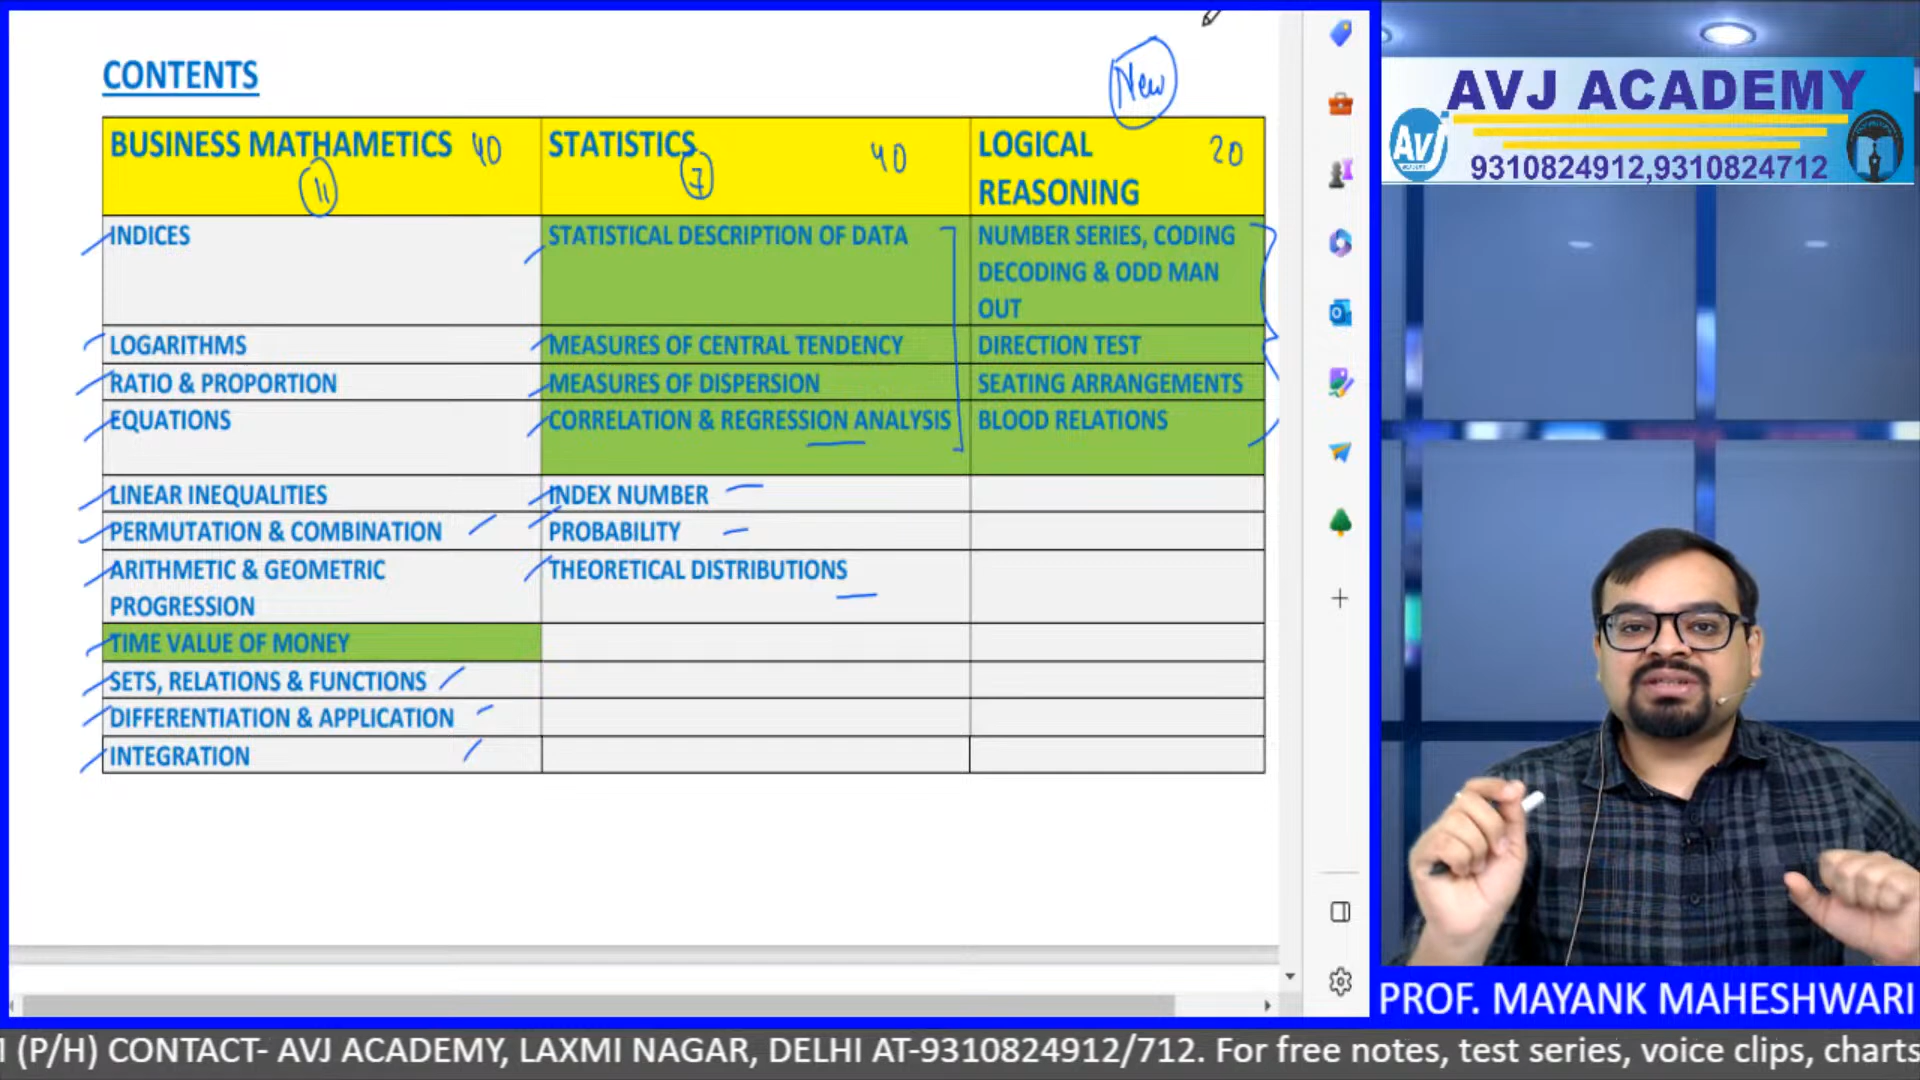 CONTENTS
New
BUSINESS MATHAMETICS 40
11
STATISTICS 40
7
LOGICAL 20
REASONING
INDICES
STATISTICAL DESCRIPTION OF DATA
NUMBER SERIES, CODING
DECODING & ODD MAN
OUT
LOGARITHMS
MEASURES OF CENTRAL TENDENCY
DIRECTION TEST
RATIO & PROPORTION
MEASURES OF DISPERSION
SEATING ARRANGEMENTS
EQUATIONS
CORRELATION & REGRESSION ANALYSIS
BLOOD RELATIONS
LINEAR INEQUALITIES
INDEX NUMBER
PERMUTATION & COMBINATION
PROBABILITY
ARITHMETIC & GEOMETRIC
PROGRESSION
THEORETICAL DISTRIBUTIONS
TIME VALUE OF MONEY
SETS, RELATIONS & FUNCTIONS
DIFFERENTIATION & APPLICATION
INTEGRATION
AVJ ACADEMY
AVJ
9310824912,9310824712
PROF. MAYANK MAHESHWARI
(P/H) CONTACT- AVJ ACADEMY, LAXMI NAGAR, DELHI AT-9310824912/712. For free notes, test series, voice clips, charts